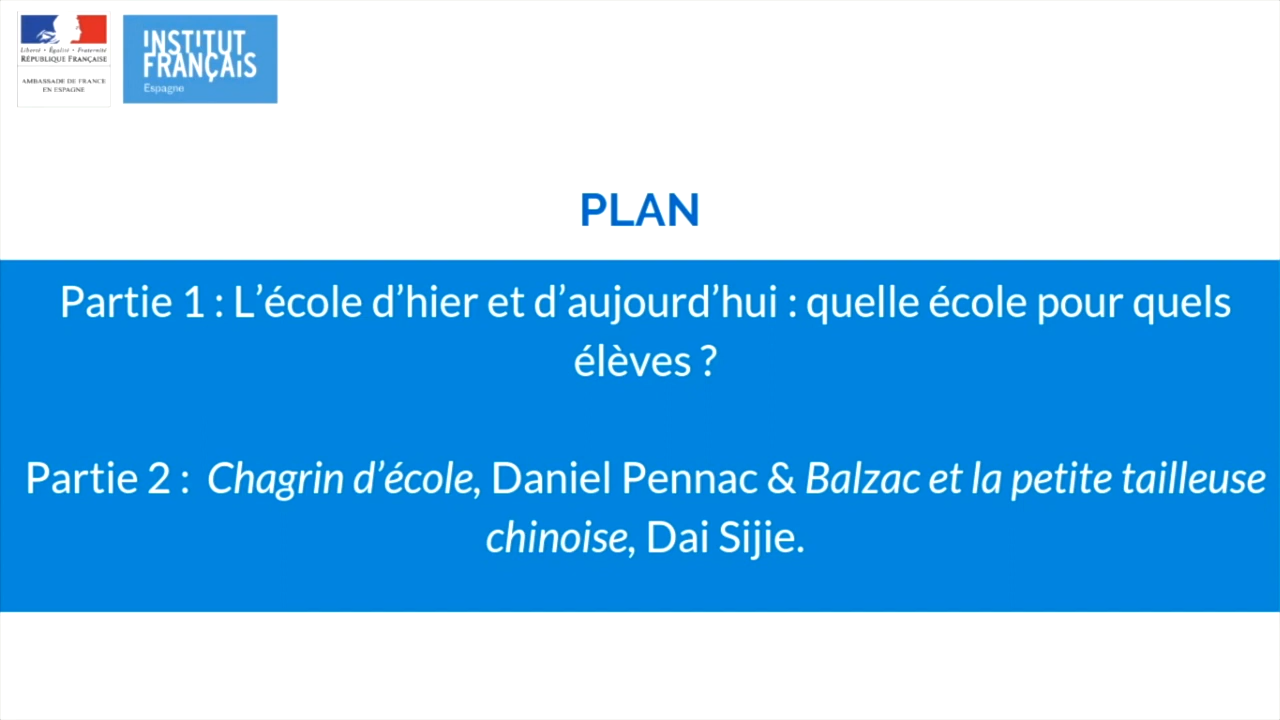 Liberté • Égalité • Fraternité
RÉPUBLIQUE FRANÇAISE
AMBASSADE DE FRANCE
EN ESPAGNE
INSTITUT
FRANÇAIS
Espagne
PLAN
Partie 1 : L’école d’hier et d’aujourd’hui : quelle école pour quels
élèves ?
Partie 2 : Chagrin d’école, Daniel Pennac & Balzac et la petite tailleuse
chinoise, Dai Sijie.